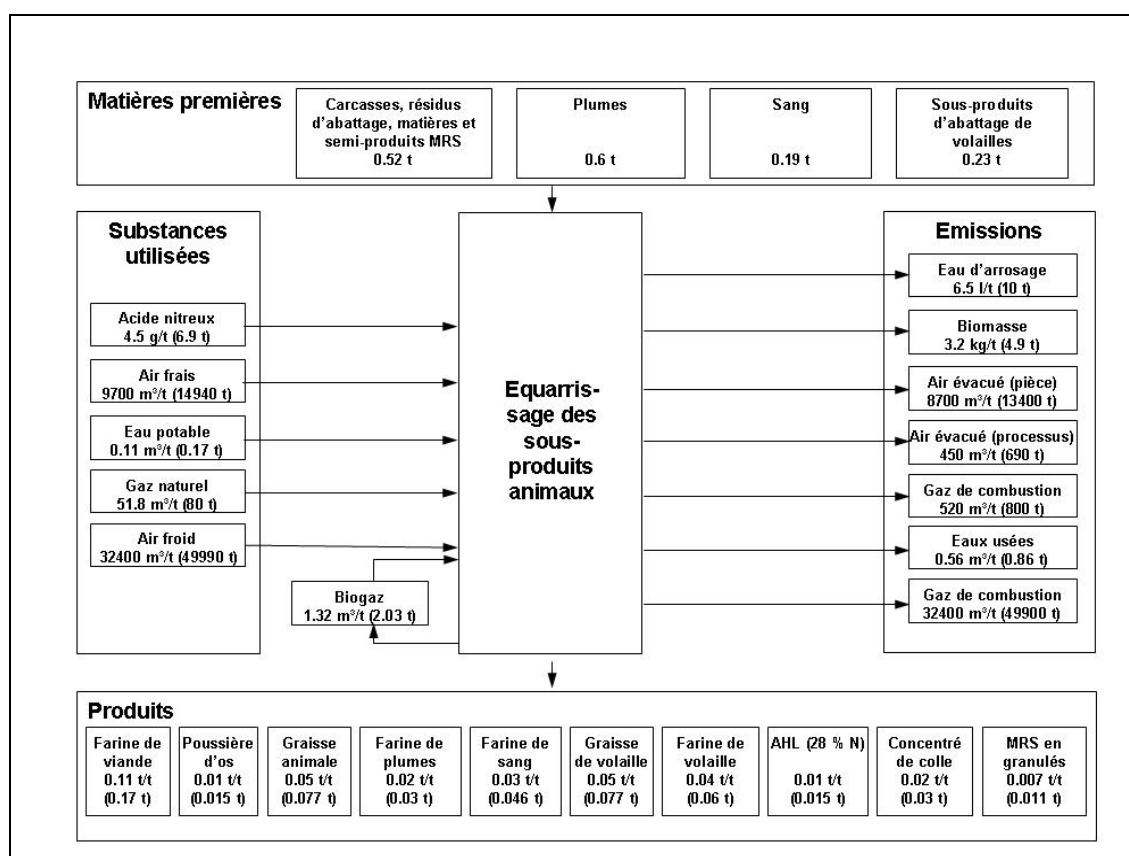 Matières premières
Carcasses, résidus
d'abattage, matières et
semi-produits MRS
0.52 t
Plumes
0.6 t
Sang
0.19 t
Sous-produits
d'abattage de
volailles
0.23 t
Substances
utilisées
Acide nitreux
4.5 g/t (6.9 t)
Air frais
9700 m³/t (14940 t)
Eau potable
0.11 m³/t (0.17 t)
Gaz naturel
51.8 m³/t (80 t)
Air froid
32400 m³/t (49990 t)
Biogaz
1.32 m³/t (2.03 t)
Equarris-
sage des
sous-
produits
animaux
Emissions
Eau d'arrosage
6.5 l/t (10 t)
Biomasse
3.2 kg/t (4.9 t)
Air évacué (pièce)
8700 m³/t (13400 t)
Air évacué (processus)
450 m³/t (690 t)
Gaz de combustion
520 m³/t (800 t)
Eaux usées
0.56 m³/t (0.86 t)
Gaz de combustion
32400 m³/t (49900 t)
Produits
Farine de
viande
0.11 t/t
(0.17 t)
Poussière
d'os
0.01 t/t
(0.015 t)
Graisse
animale
0.05 t/t
(0.077 t)
Farine de
plumes
0.02 t/t
(0.03 t)
Farine de
sang
0.03 t/t
(0.046 t)
Graisse
de volaille
0.05 t/t
(0.077 t)
Farine de
volaille
0.04 t/t
(0.06 t)
AHL (28 % N)
0.01 t/t
(0.015 t)
Concentré
de colle
0.02 t/t
(0.03 t)
MRS en
granulés
0.007 t/t
(0.011 t)